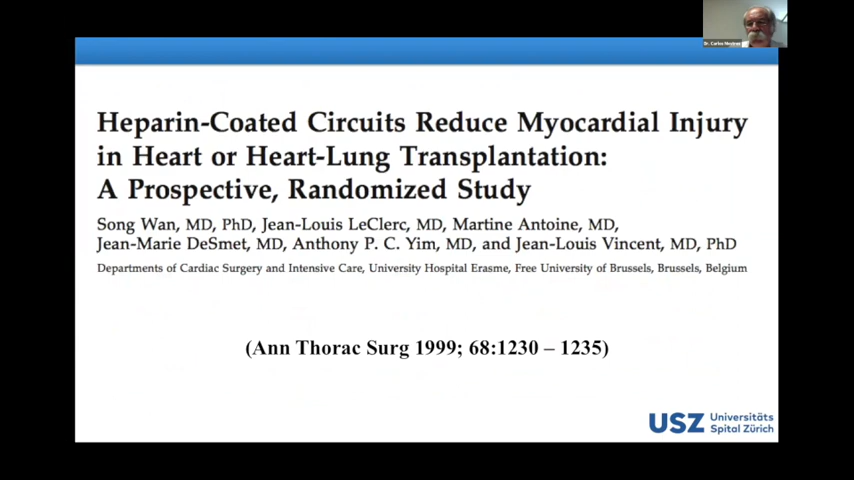 Dr. Carlos
Heparin-Coated Circuits Reduce Myocardial Injury
in Heart or Heart-Lung Transplantation:
A Prospective, Randomized Study
Song Wan, MD, PhD, Jean-Louis LeClerc, MD, Martine Antoine, MD,
Jean-Marie DeSmet, MD, Anthony P. C. Yim, MD, and Jean-Louis Vincent, MD, PhD
Departments of Cardiac Surgery and Intensive Care, University Hospital Erasme, Free University of Brussels, Brussels, Belgium
(Ann Thorac Surg 1999; 68:1230 – 1235)
USZ Universitäts
Spital Zürich